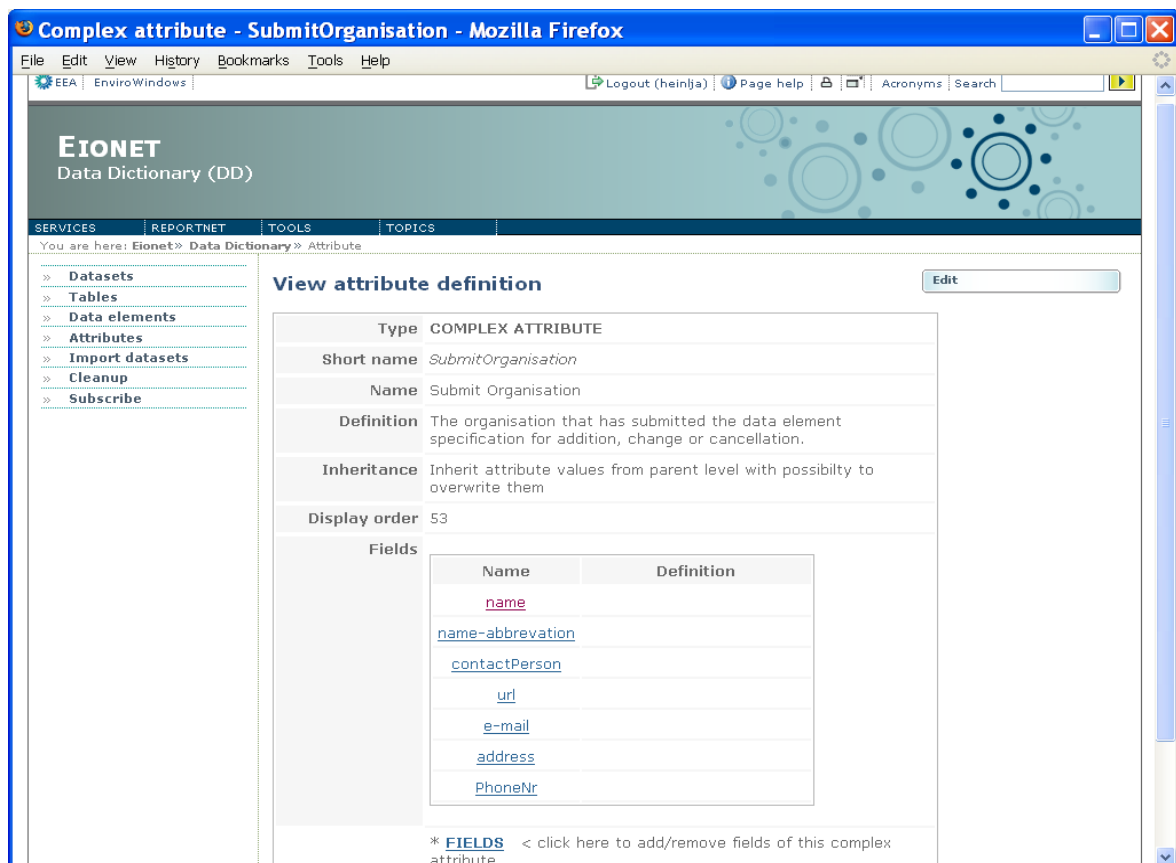 Complex attribute - SubmitOrganisation - Mozilla Firefox
File Edit View History Bookmarks Tools Help
EEA EnviroWindows Logout (heinlja) Page help Acronyms Search
EIONET
Data Dictionary (DD)
SERVICES REPORTNET TOOLS TOPICS
You are here: Eionet» Data Dictionary» Attribute
» Datasets
» Tables
» Data elements
» Attributes
» Import datasets
» Cleanup
» Subscribe
View attribute definition
Edit
Type COMPLEX ATTRIBUTE
Short name SubmitOrganisation
Name Submit Organisation
Definition The organisation that has submitted the data element
specification for addition, change or cancellation.
Inheritance Inherit attribute values from parent level with possibilty to
overwrite them
Display order 53
Fields
Name Definition
name
name-abbrevation
contactPerson
url
e-mail
address
PhoneNr
* FIELDS < click here to add/remove fields of this complex
attribute